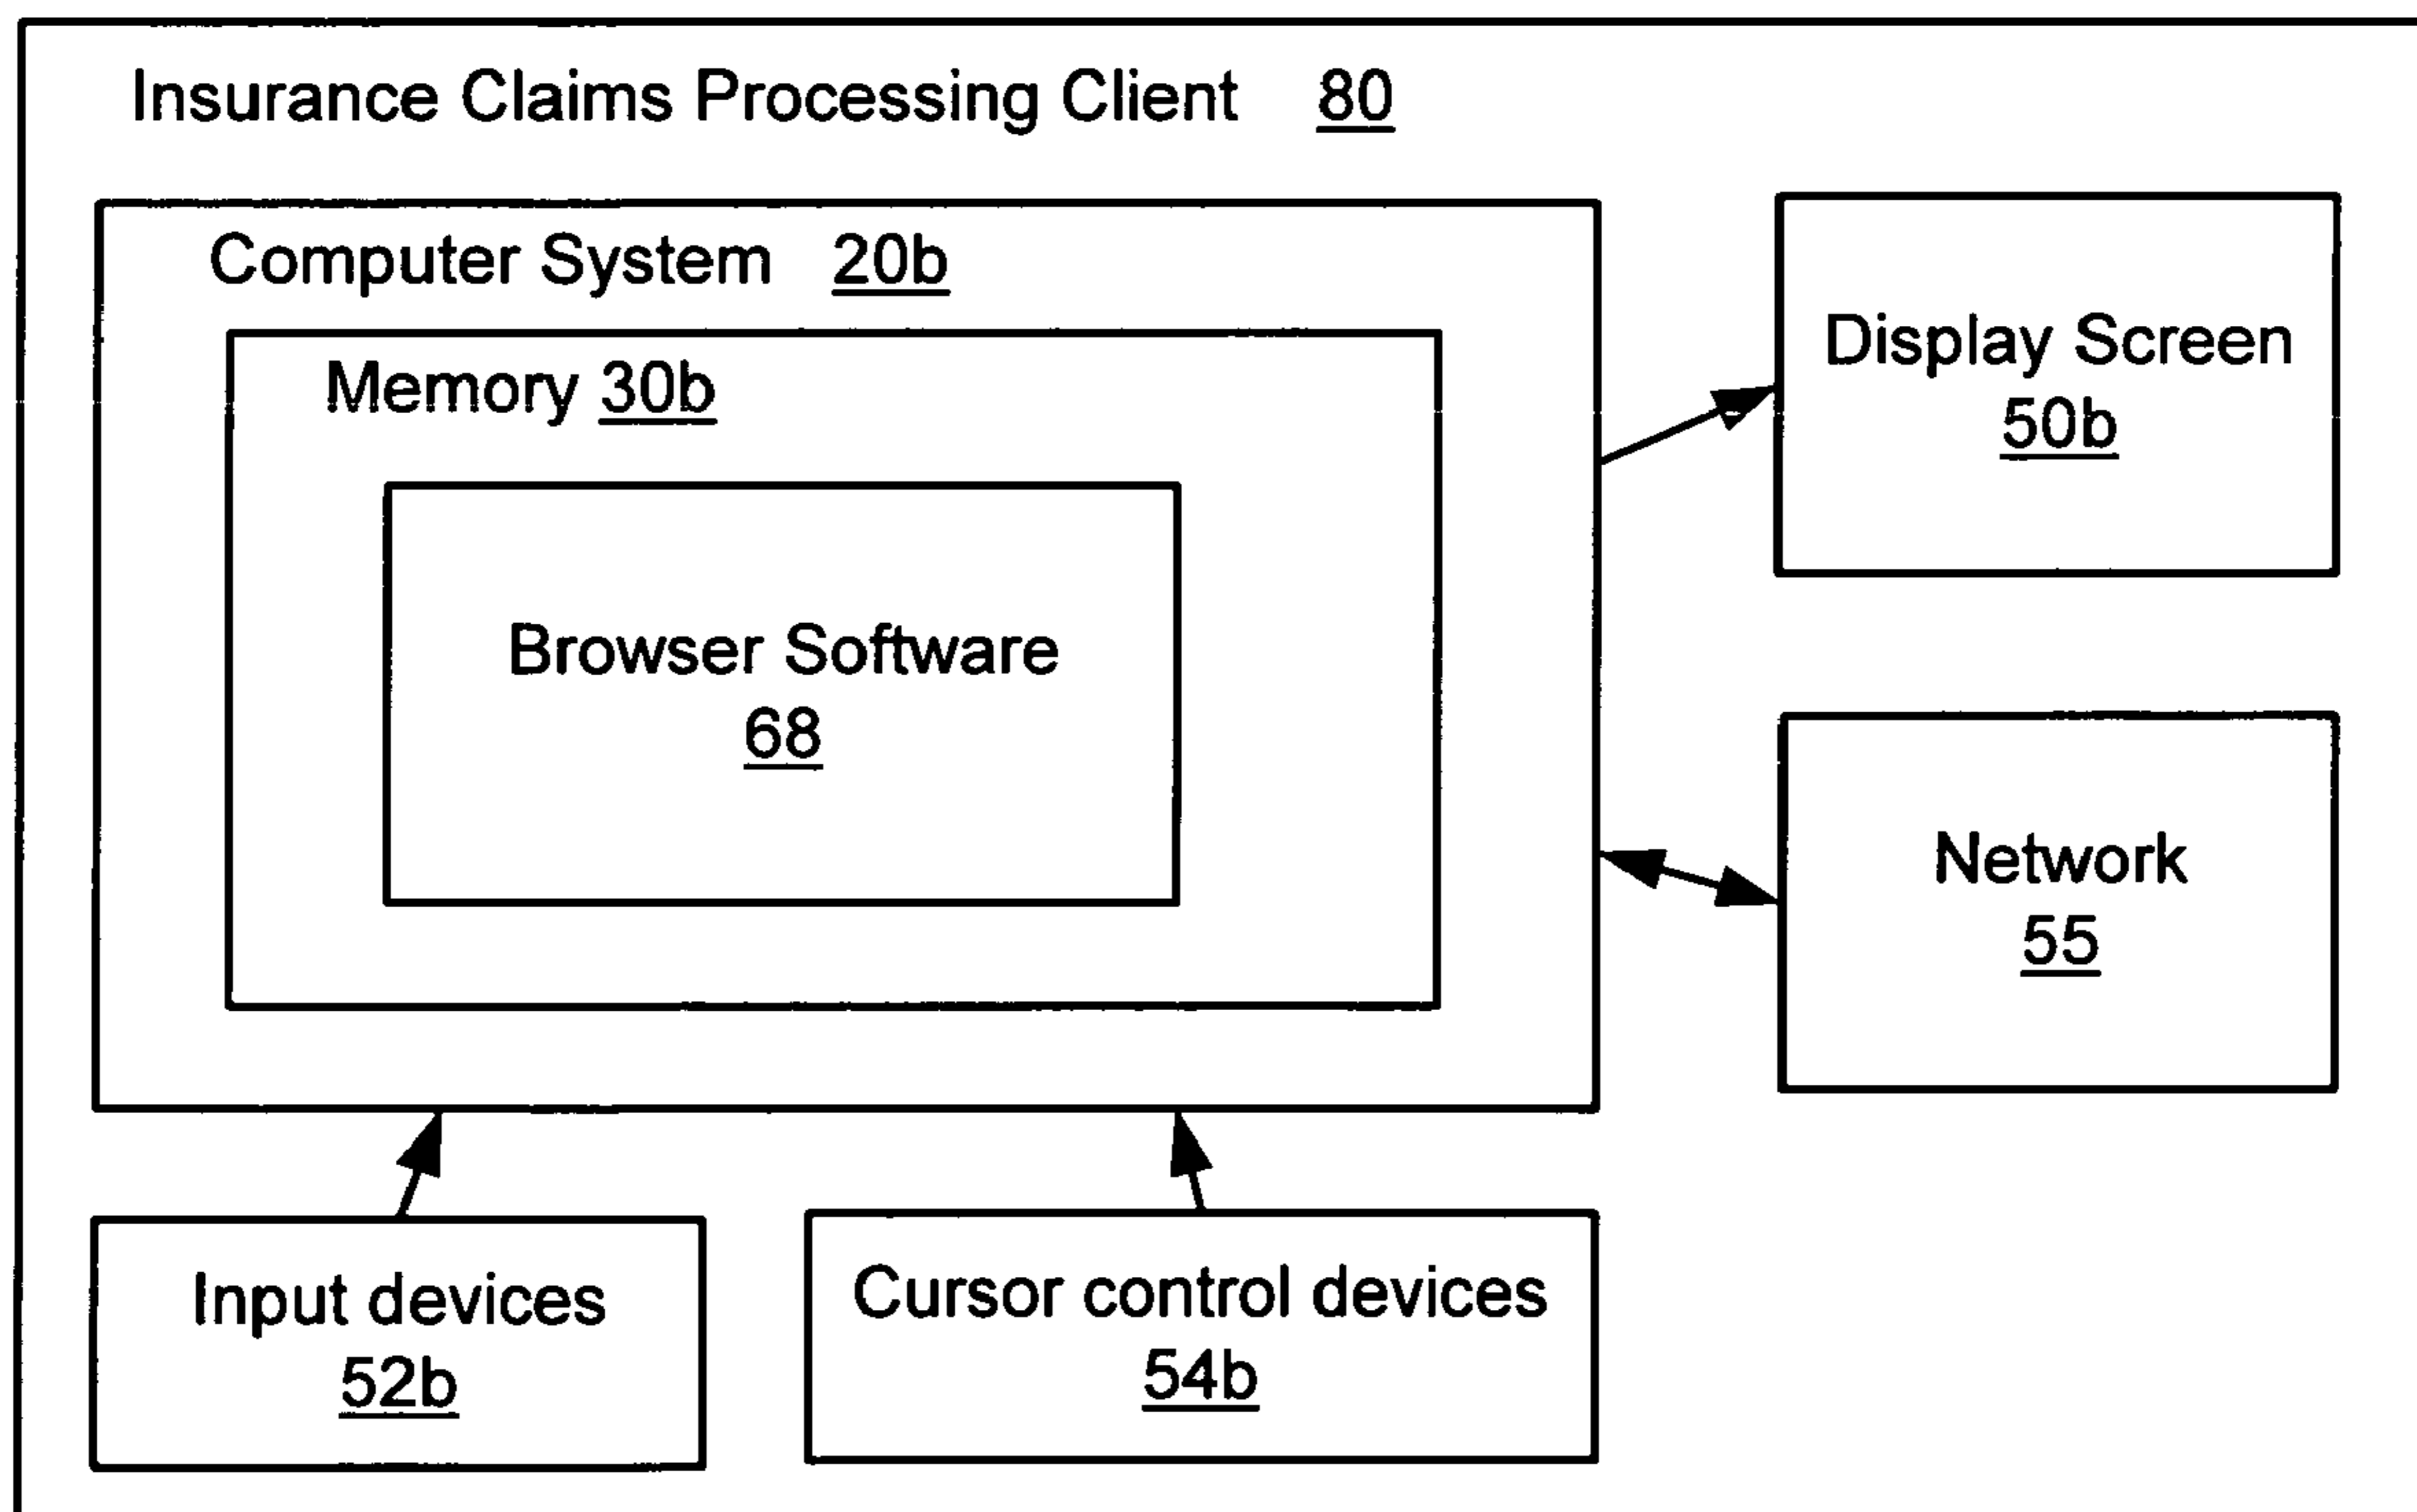 Insurance Claims Processing Client 80
Computer System 20b
Memory 30b
Browser Software
68
Display Screen
50b
Network
55
Input devices
52b
Cursor control devices
54b